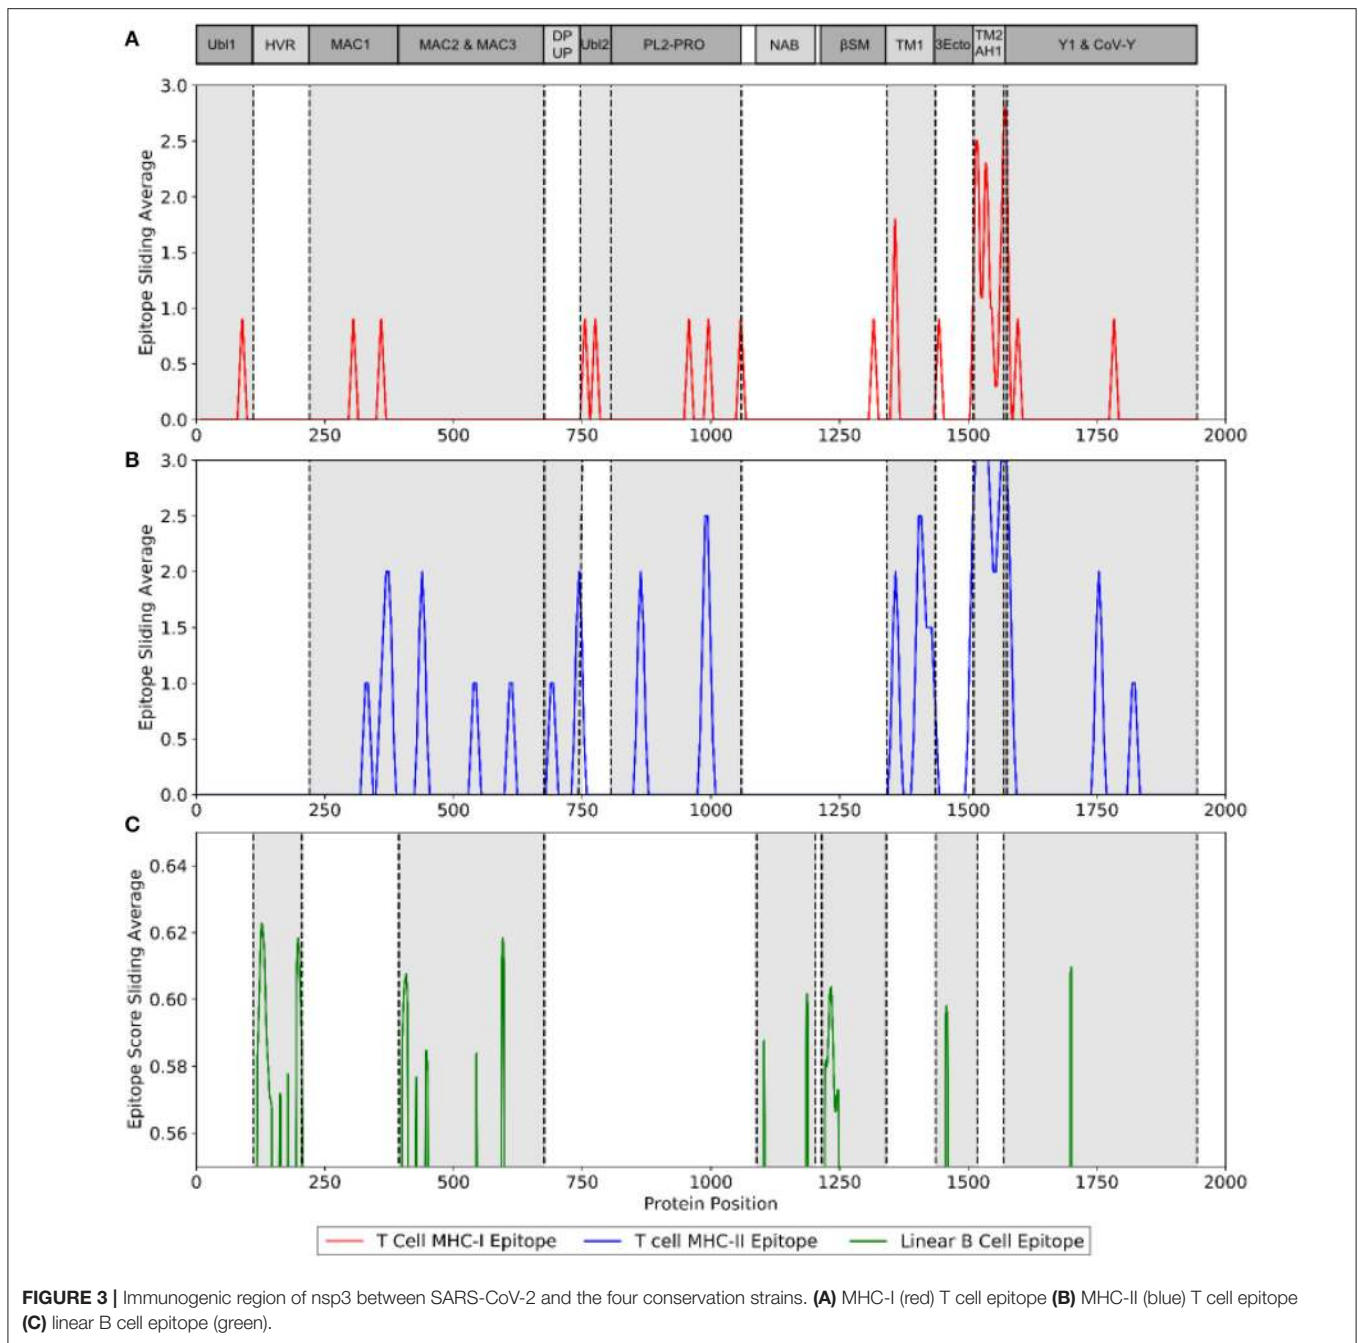 A
Ubl1 HVR MAC1 MAC2 & MAC3 DP UP Ubl2 PL2-PRO NAB βSM TM1 3Ecto TM2 AH1 Y1 & CoV-Y
3.0
2.5
2.0
1.5
1.0
0.5
0.0
Epitope Sliding Average
0 250 500 750 1000 1250 1500 1750 2000
B
3.0
2.5
2.0
1.5
1.0
0.5
0.0
Epitope Sliding Average
0 250 500 750 1000 1250 1500 1750 2000
C
0.64
0.62
0.60
0.58
0.56
Epitope Score Sliding Average
0 250 500 750 1000 1250 1500 1750 2000
Protein Position
T Cell MHC-I Epitope T cell MHC-II Epitope Linear B Cell Epitope
FIGURE 3 | Immunogenic region of nsp3 between SARS-CoV-2 and the four conservation strains. (A) MHC-I (red) T cell epitope (B) MHC-II (blue) T cell epitope
(C) linear B cell epitope (green).